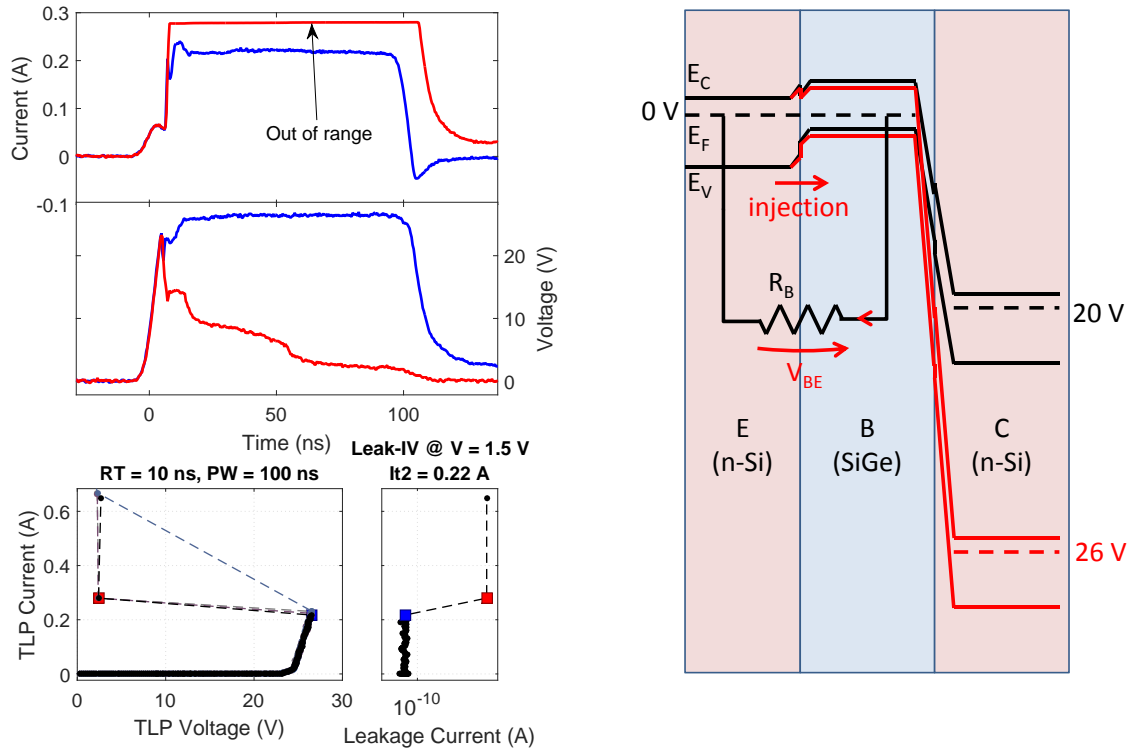 0.3
0.2
0.1
0
-0.1
Current (A)
Out of range
20
10
0
Voltage (V)
0
50
100
Time (ns)
Leak-IV @ V = 1.5 V
RT = 10 ns, PW = 100 ns
It2 = 0.22 A
0.6
0.4
0.2
0
TLP Current (A)
0
10
20
30
TLP Voltage (V)
10^-10
Leakage Current (A)
E_C
0 V
E_F
E_V
injection
R_B
V_BE
20 V
E
(n-Si)
B
(SiGe)
C
(n-Si)
26 V